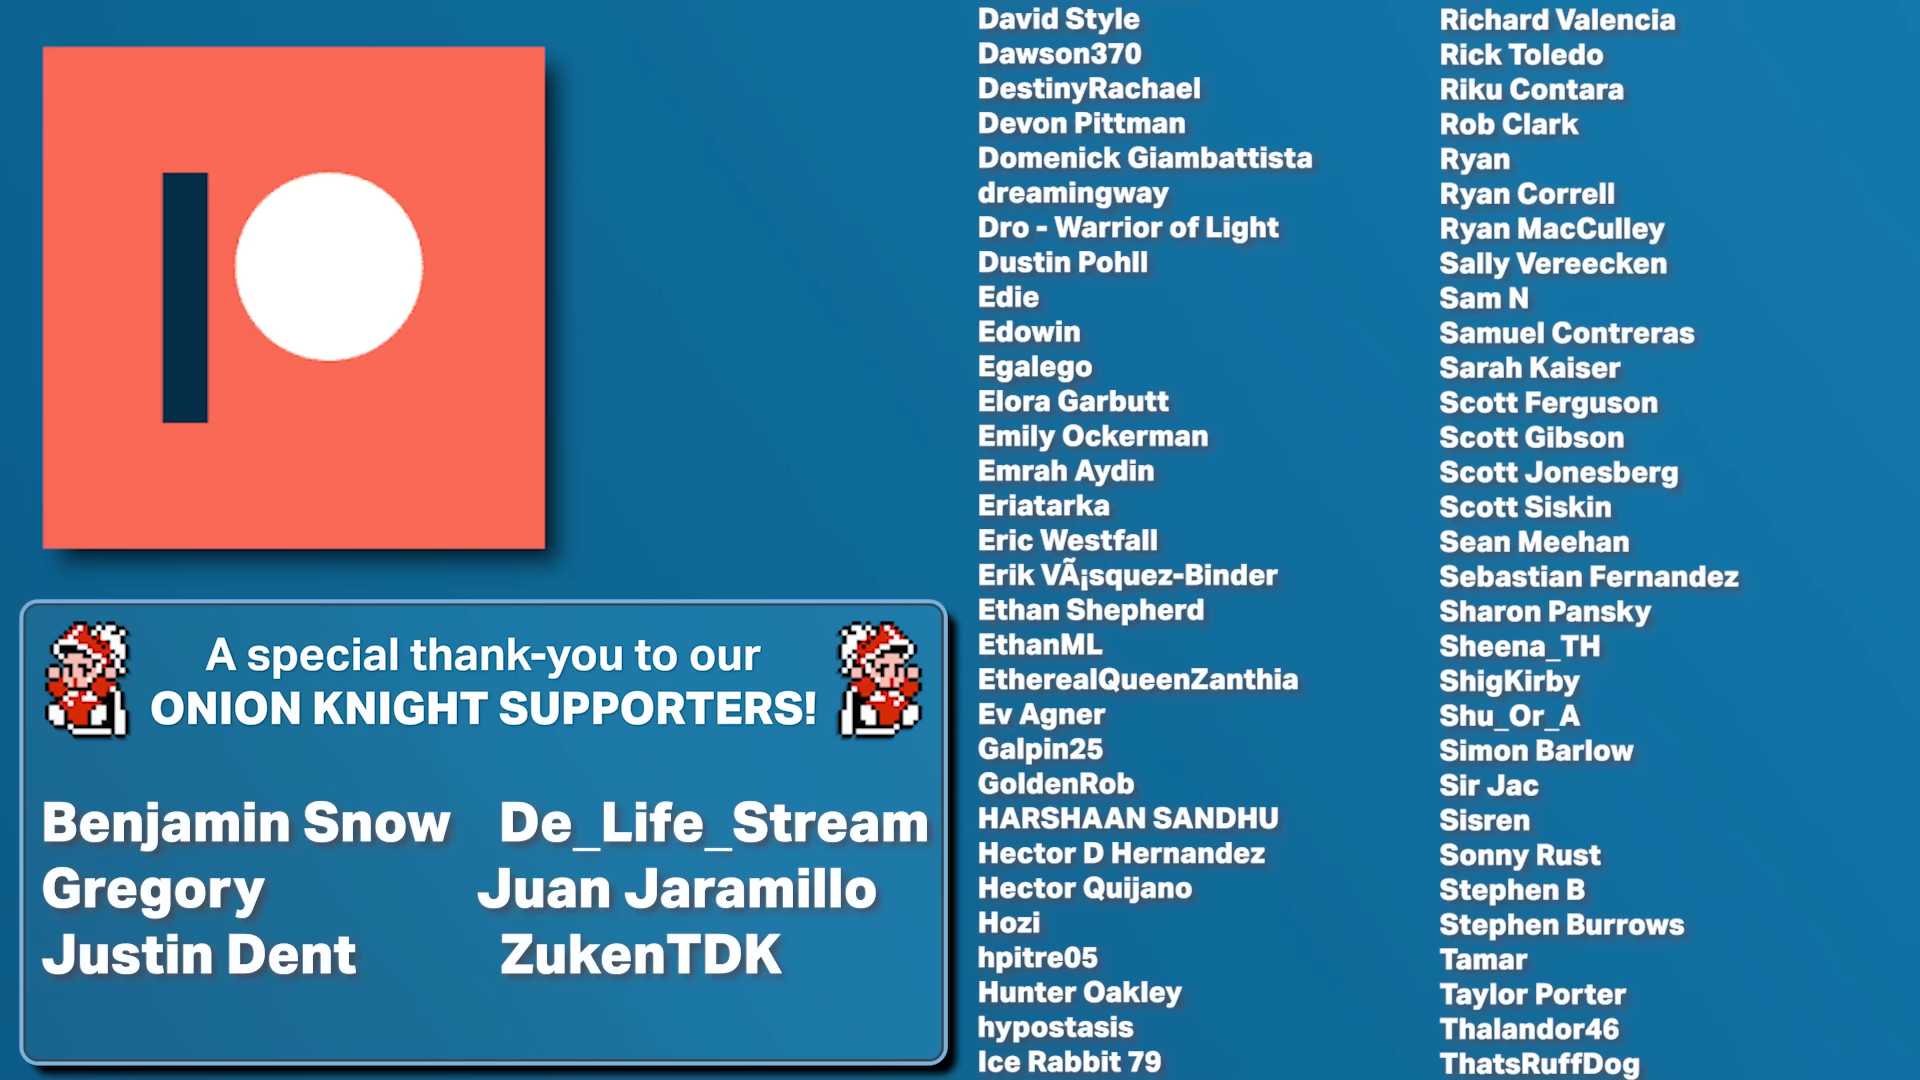 A special thank-you to our
ONION KNIGHT SUPPORTERS!
Benjamin Snow De_Life_Stream
Gregory Juan Jaramillo
Justin Dent ZukenTDK
David Style
Dawson370
DestinyRachael
Devon Pittman
Domenick Giambattista
dreamingway
Dro - Warrior of Light
Dustin Pohll
Edie
Edowin
Egalego
Elora Garbutt
Emily Ockerman
Emrah Aydin
Eriatarka
Eric Westfall
Erik VÃ¡squez-Binder
Ethan Shepherd
EthanML
EtherealQueenZanthia
Ev Agner
Galpin25
GoldenRob
HARSHAAN SANDHU
Hector D Hernandez
Hector Quijano
Hozi
hpitre05
Hunter Oakley
hypostasis
Ice Rabbit 79
Richard Valencia
Rick Toledo
Riku Contara
Rob Clark
Ryan
Ryan Correll
Ryan MacCulley
Sally Vereecken
Sam N
Samuel Contreras
Sarah Kaiser
Scott Ferguson
Scott Gibson
Scott Jonesberg
Scott Siskin
Sean Meehan
Sebastian Fernandez
Sharon Pansky
Sheena_TH
ShigKirby
Shu_Or_A
Simon Barlow
Sir Jac
Sisren
Sonny Rust
Stephen B
Stephen Burrows
Tamar
Taylor Porter
Thalandor46
ThatsRuffDog